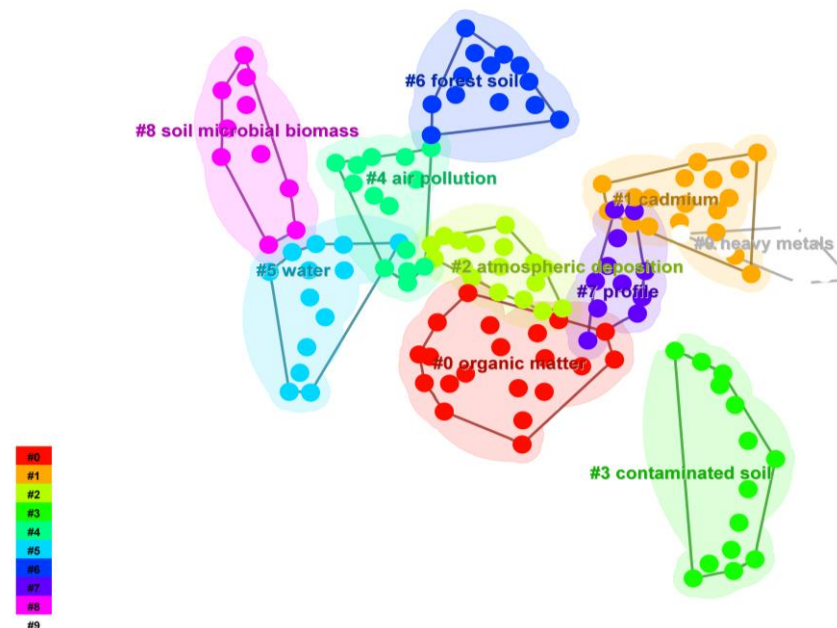 #6 forest soil
#8 soil microbial biomass
#4 air pollution
#1 cadmium
#9 heavy metals
#5 water
#2 atmospheric deposition
#7 profile
#0 organic matter
#3 contaminated soil
#0
#1
#2
#3
#4
#5
#6
#7
#8
#9